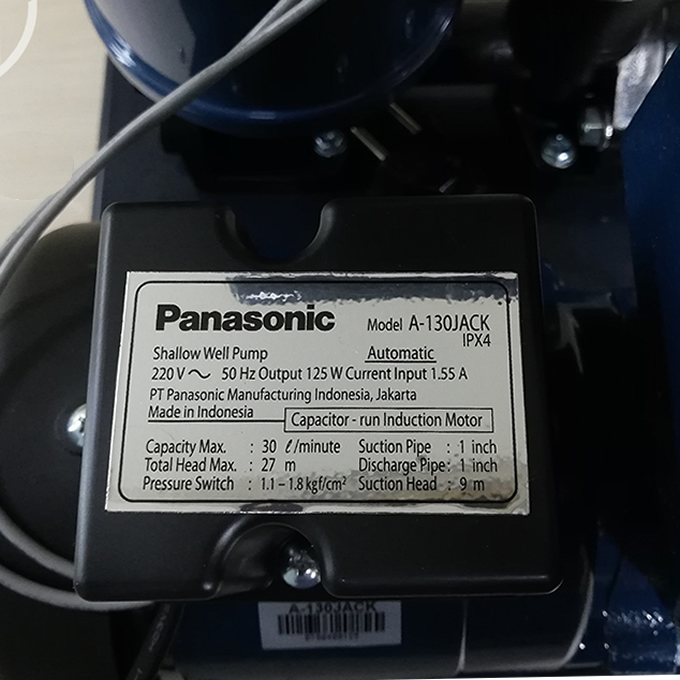 Panasonic Model A-130JACK
IPX4
Shallow Well Pump Automatic
220 V ~ 50 Hz Output 125 W Current Input 1.55 A
PT Panasonic Manufacturing Indonesia, Jakarta
Made in Indonesia
Capacitor - run Induction Motor
Capacity Max. : 30 ℓ/minute Suction Pipe : 1 inch
Total Head Max. : 27 m Discharge Pipe : 1 inch
Pressure Switch : 1.1 – 1.8 kgf/cm² Suction Head : 9 m
A-130JACK